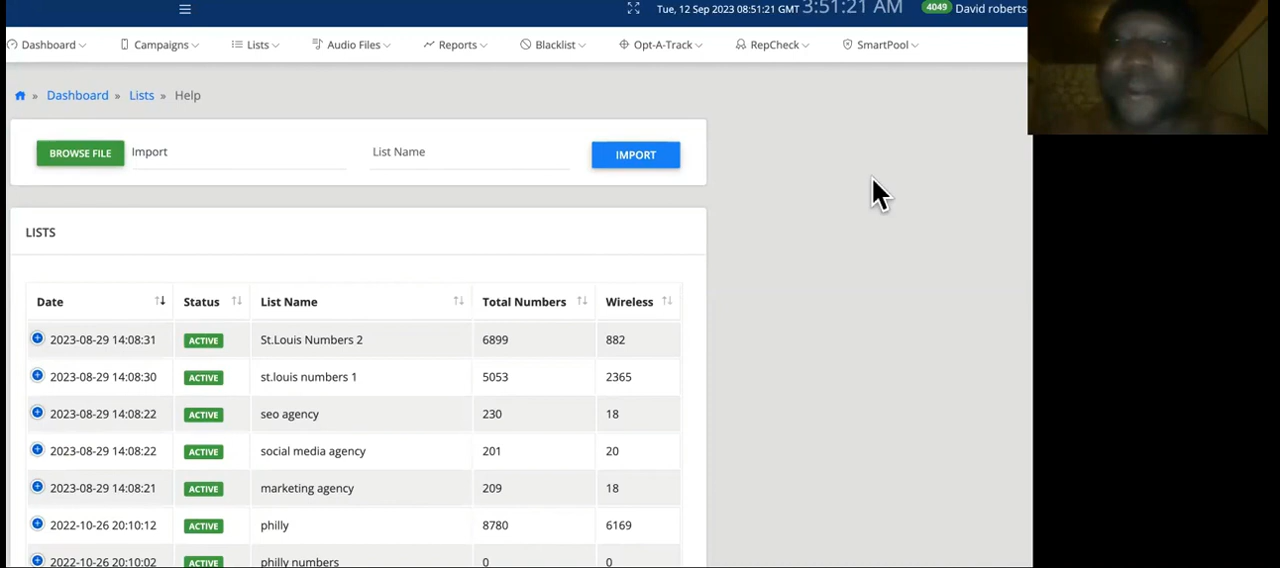 Tue, 12 Sep 2023 08:51:21 GMT 3:51:21 AM 4049 David roberts
Dashboard Campaigns Lists Audio Files Reports Blacklist Opt-A-Track RepCheck SmartPool
» Dashboard » Lists » Help
BROWSE FILE Import List Name IMPORT
LISTS
Date Status List Name Total Numbers Wireless
2023-08-29 14:08:31 ACTIVE St.Louis Numbers 2 6899 882
2023-08-29 14:08:30 ACTIVE st.louis numbers 1 5053 2365
2023-08-29 14:08:22 ACTIVE seo agency 230 18
2023-08-29 14:08:22 ACTIVE social media agency 201 20
2023-08-29 14:08:21 ACTIVE marketing agency 209 18
2022-10-26 20:10:12 ACTIVE philly 8780 6169
2022-10-26 20:10:02 ACTIVE philly numbers 0 0